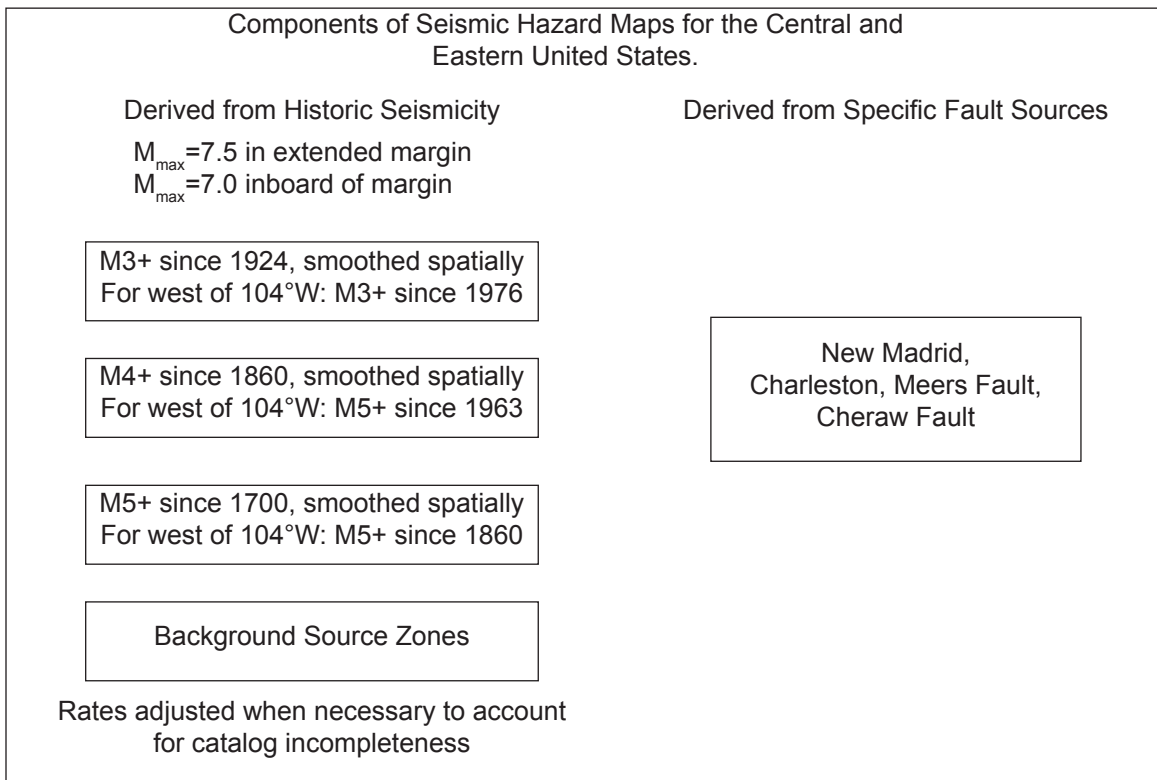 Components of Seismic Hazard Maps for the Central and
Eastern United States.
Derived from Historic Seismicity
M_max=7.5 in extended margin
M_max=7.0 inboard of margin
M3+ since 1924, smoothed spatially
For west of 104°W: M3+ since 1976
M4+ since 1860, smoothed spatially
For west of 104°W: M5+ since 1963
M5+ since 1700, smoothed spatially
For west of 104°W: M5+ since 1860
Background Source Zones
Rates adjusted when necessary to account
for catalog incompleteness
Derived from Specific Fault Sources
New Madrid,
Charleston, Meers Fault,
Cheraw Fault